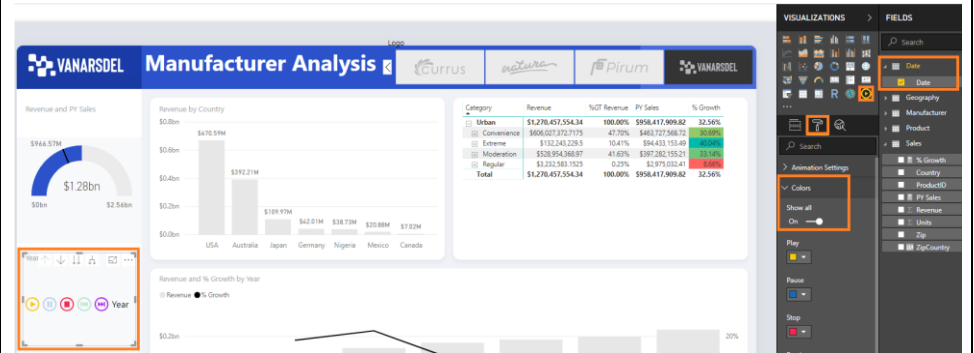 VISUALIZATIONS
FIELDS
Logo
VANARSDEL
Manufacturer Analysis
Currus
natura
Pirum
VANARSDEL
Search
Date
Date
Geography
Manufacturer
Product
Sales
% Growth
Country
ProductID
PY Sales
Revenue
Units
Zip
ZipCountry
Revenue and PY Sales
$966.57M
$1.28bn
$0bn
$2.56bn
Revenue by Country
$0.8bn
$0.6bn
$0.4bn
$0.2bn
$0.0bn
$670.59M
$392.21M
$109.97M
$42.01M
$38.73M
$20.88M
$7.02M
USA Australia Japan Germany Nigeria Mexico Canada
Category Revenue %GT Revenue PY Sales % Growth
Urban $1,270,457,554.34 100.00% $958,417,909.82 32.56%
Convenience $606,027,372.7175 47.70% $463,727,568.72 30.69%
Extreme $132,243,229.5 10.41% $94,433,153.49 40.04%
Moderation $528,954,368.97 41.63% $397,282,155.21 33.14%
Regular $3,232,583.1525 0.25% $2,975,032.41 8.66%
Total $1,270,457,554.34 100.00% $958,417,909.82 32.56%
Search
Animation Settings
Colors
Show all
On
Play
Pause
Stop
Year
Year
Revenue and % Growth by Year
Revenue % Growth
$0.2bn
20%